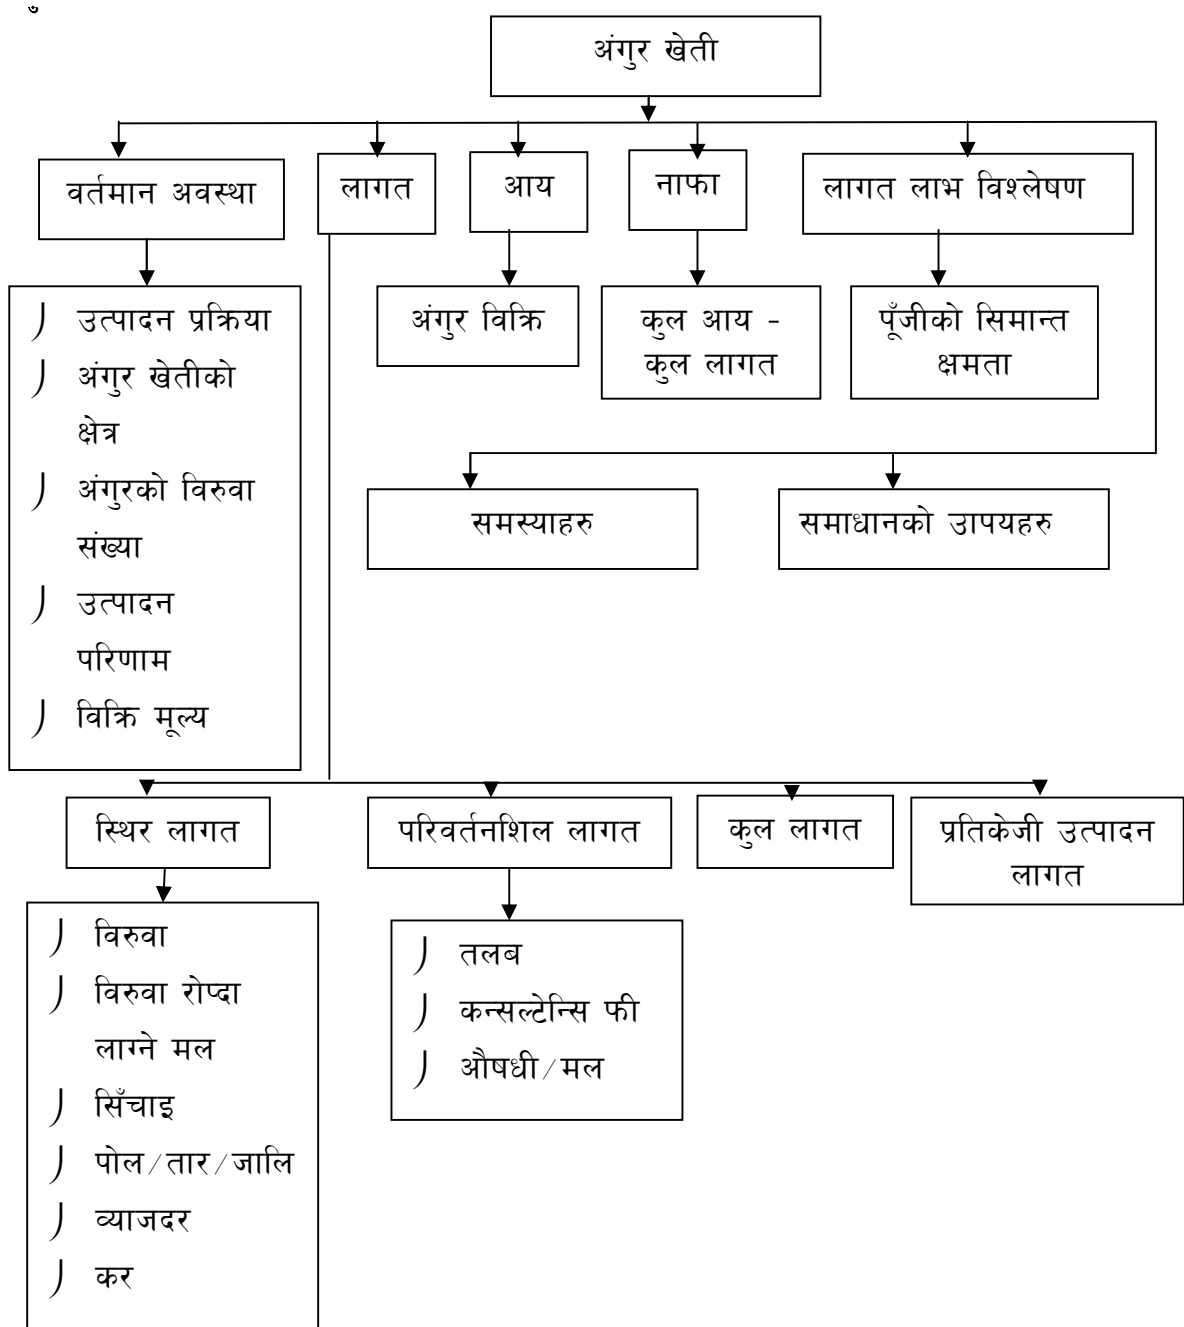 अंगुर खेती
वर्तमान अवस्था
लागत
आय
नाफा
लागत लाभ विश्लेषण
उत्पादन प्रक्रिया
अंगुर खेतीको
क्षेत्र
अंगुरको विरुवा
संख्या
उत्पादन
परिणाम
विक्रि मूल्य
अंगुर विक्रि
कुल आय -
कुल लागत
पूँजीको सिमान्त
क्षमता
समस्याहरु
समाधानको उापयहरु
स्थिर लागत
परिवर्तनशिल लागत
कुल लागत
प्रतिकेजी उत्पादन
लागत
विरुवा
विरुवा रोप्दा
लाग्ने मल
सिँचाइ
पोल/तार/जालि
व्याजदर
कर
तलब
कन्सल्टेन्सि फी
औषधी/मल